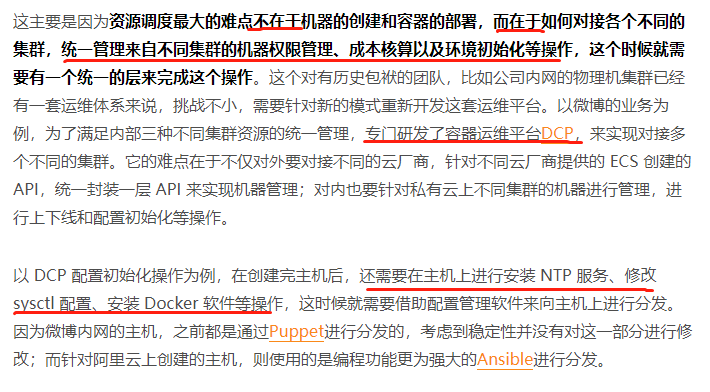 这主要是因为资源调度最大的难点不在于机器的创建和容器的部署，而在于如何对接各个不同的
集群，统一管理来自不同集群的机器权限管理、成本核算以及环境初始化等操作，这个时候就需
要有一个统一的层来完成这个操作。这个对有历史包袱的团队，比如公司内网的物理机集群已经
有一套运维体系来说，挑战不小，需要针对新的模式重新开发这套运维平台。以微博的业务为
例，为了满足内部三种不同集群资源的统一管理，专门研发了容器运维平台DCP，来实现对接多
个不同的集群。它的难点在于不仅对外要对接不同的云厂商，针对不同云厂商提供的 ECS 创建的
API，统一封装一层 API 来实现机器管理；对内也要针对私有云上不同集群的机器进行管理，进
行上下线和配置初始化等操作。
以 DCP 配置初始化操作为例，在创建完主机后，还需要在主机上进行安装 NTP 服务、修改
sysctl 配置、安装 Docker 软件等操作，这时候就需要借助配置管理软件来向主机上进行分发。
因为微博内网的主机，之前都是通过Puppet进行分发的，考虑到稳定性并没有对这一部分进行修
改；而针对阿里云上创建的主机，则使用的是编程功能更为强大的Ansible进行分发。